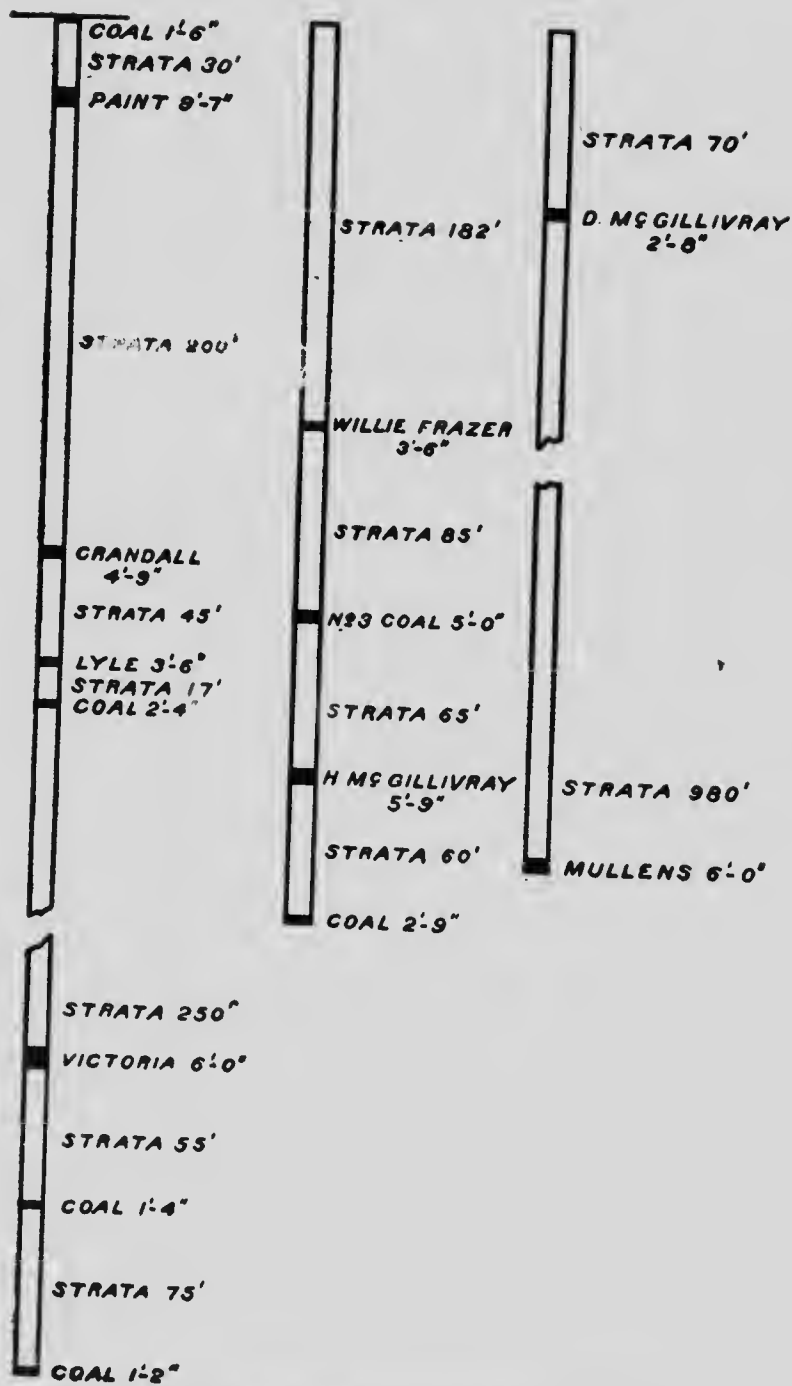 COAL 1'-6"
STRATA 30'
PAINT 9'-7"
STRATA 200'
CRANDALL
4'-9"
STRATA 45'
LYLE 3'-6"
STRATA 17'
COAL 2'-4"
STRATA 250'
VICTORIA 6'-0"
STRATA 55'
COAL 1'-4"
STRATA 75'
COAL 1'-2"
STRATA 182'
WILLIE FRAZER
3'-6"
STRATA 85'
Nº3 COAL 5'-0"
STRATA 65'
H McGILLIVRAY
5'-9"
STRATA 60'
COAL 2'-9"
STRATA 70'
D. McGILLIVRAY
2'-8"
STRATA 980'
MULLENS 6'-0"